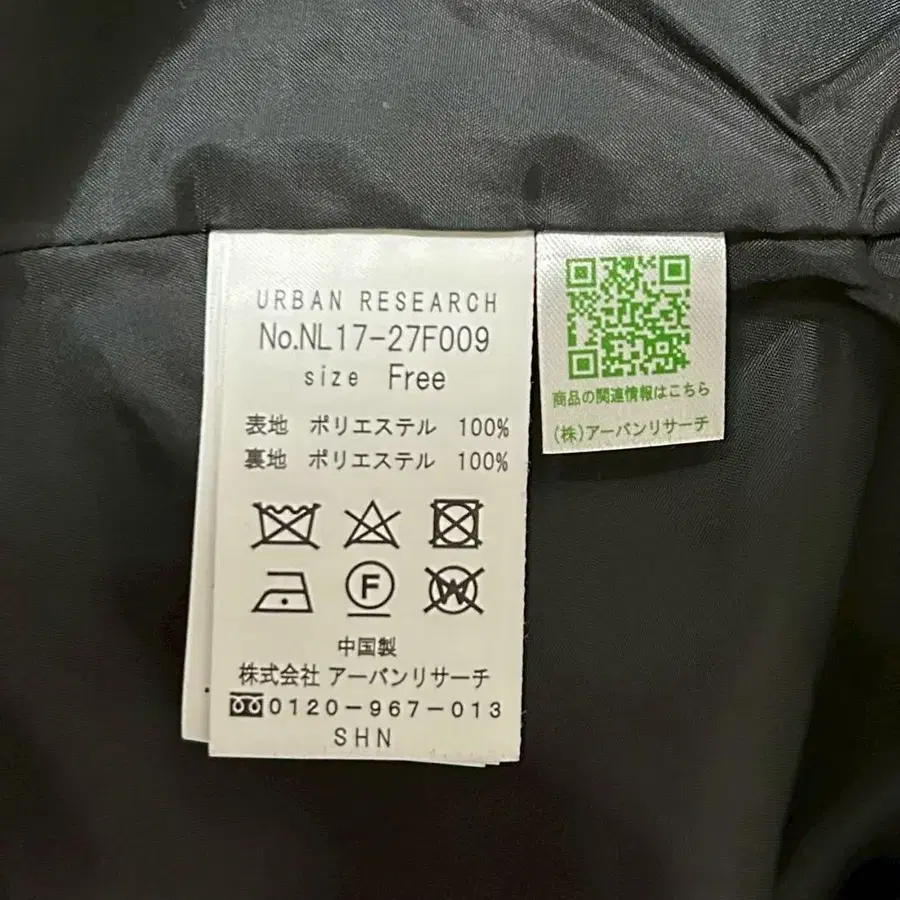 URBAN RESEARCH
No.NL17-27F009
size Free
表地 ポリエステル 100%
裏地 ポリエステル 100%
F
W
中国製
株式会社 アーバンリサーチ
0120-967-013
SHN
商品の関連情報はこちら
(株)アーバンリサーチ